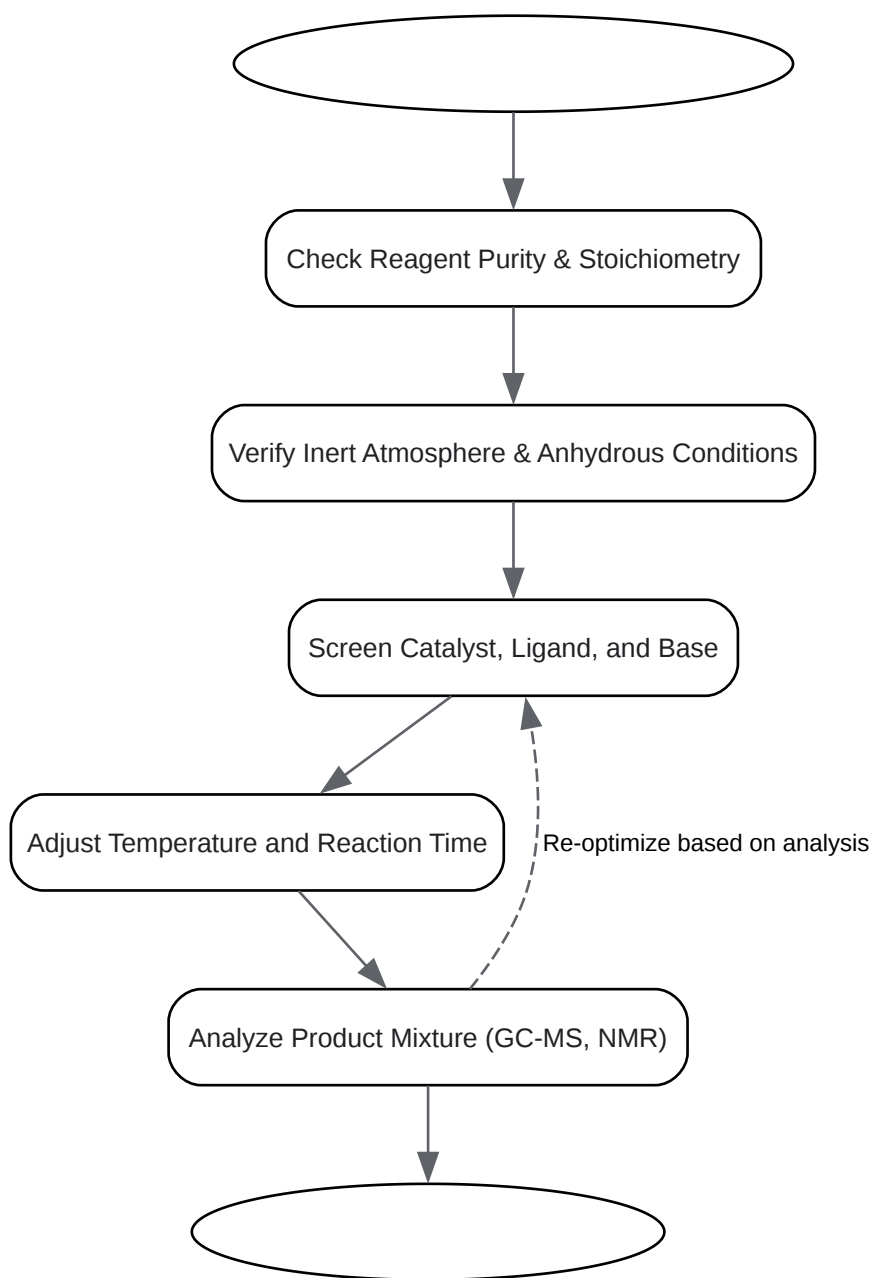 Check Reagent Purity & Stoichiometry
Verify Inert Atmosphere & Anhydrous Conditions
Screen Catalyst, Ligand, and Base
Adjust Temperature and Reaction Time
Re-optimize based on analysis
Analyze Product Mixture (GC-MS, NMR)